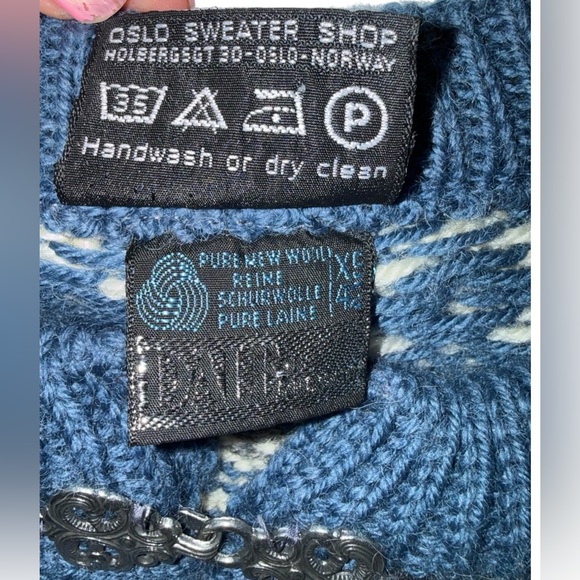 OSLO SWEATER SHOP
HOLBERGSGT 30-OSLO-NORWAY
35 P
Handwash or dry clean
PURE NEW WOOL
REINE
SCHURWOLLE
PURE LAINE
XS